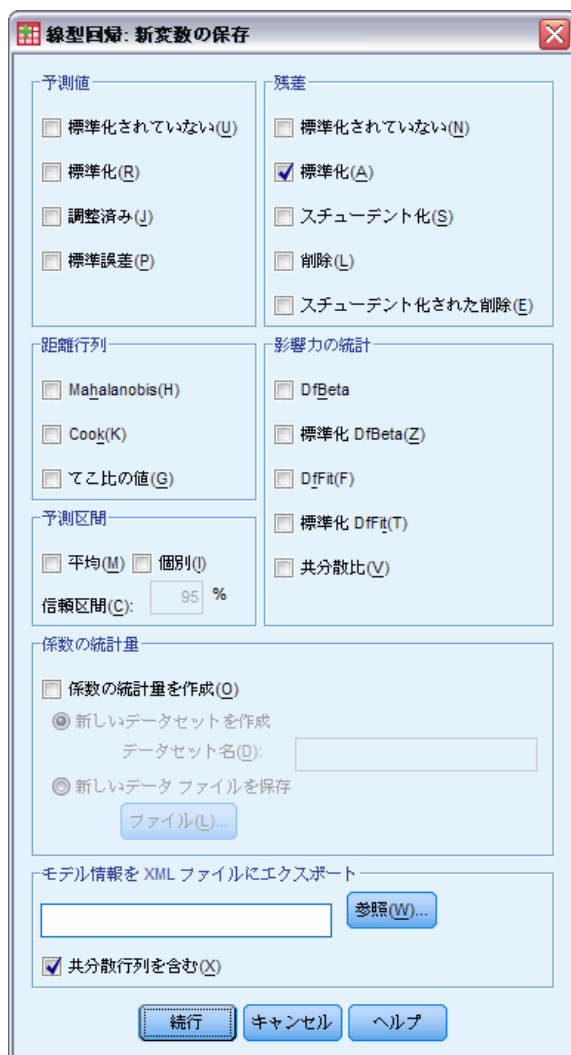 線型回帰: 新変数の保存
予測値
標準化されていない(U)
標準化(R)
調整済み(J)
標準誤差(P)
残差
標準化されていない(N)
標準化(A)
スチューデント化(S)
削除(L)
スチューデント化された削除(E)
距離行列
Mahalanobis(H)
Cook(K)
てこ比の値(G)
影響力の統計
DfBeta
標準化 DfBeta(Z)
DfFit(F)
標準化 DfFit(T)
共分散比(V)
予測区間
平均(M) 個別(I)
信頼区間(C): 95 %
係数の統計量
係数の統計量を作成(O)
新しいデータセットを作成
データセット名(D):
新しいデータ ファイルを保存
ファイル(L)...
モデル情報を XML ファイルにエクスポート
参照(W)...
共分散行列を含む(X)
続行 キャンセル ヘルプ